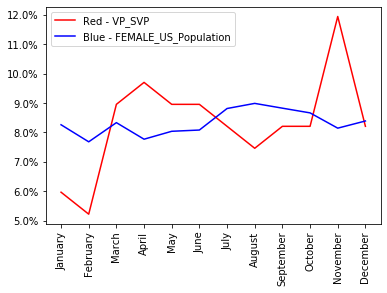 Red - VP_SVP
Blue - FEMALE_US_Population
12.0%
11.0%
10.0%
9.0%
8.0%
7.0%
6.0%
5.0%
January
February
March
April
May
June
July
August
September
October
November
December